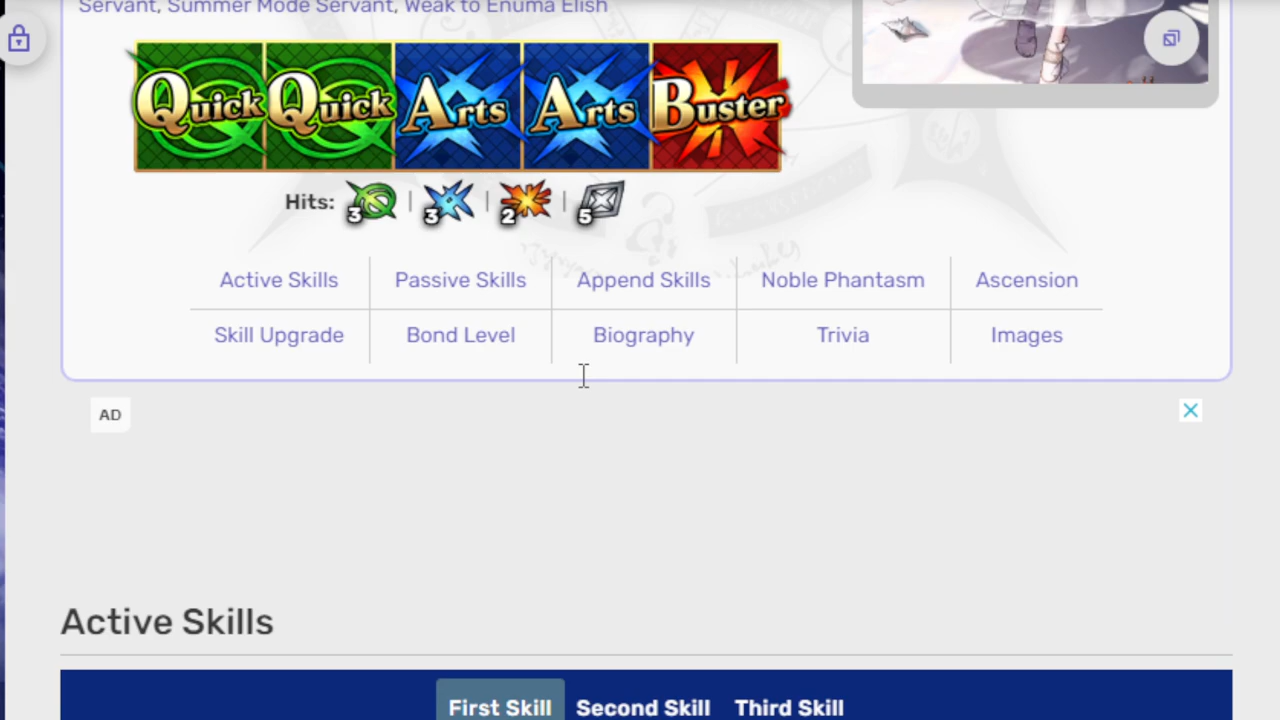 Servant, Summer Mode Servant, Weak to Enuma Elish
Quick Quick Arts Arts Buster
Hits: 3 | 3 | 2 | 5
Active Skills Passive Skills Append Skills Noble Phantasm Ascension
Skill Upgrade Bond Level Biography Trivia Images
AD
Active Skills
First Skill Second Skill Third Skill